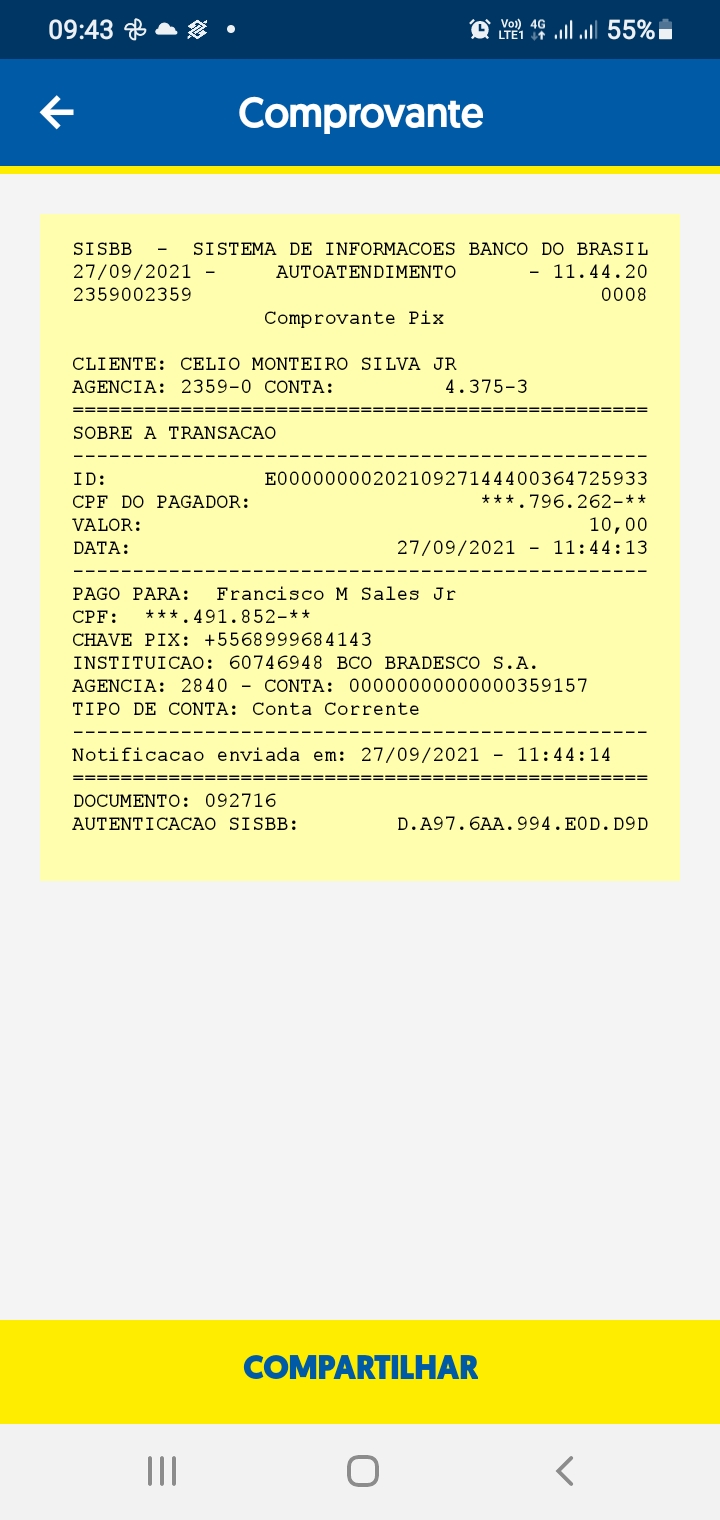 09:43 Vo) LTE1 4G 55%
Comprovante
SISBB - SISTEMA DE INFORMACOES BANCO DO BRASIL
27/09/2021 - AUTOATENDIMENTO - 11.44.20
2359002359 0008
Comprovante Pix
CLIENTE: CELIO MONTEIRO SILVA JR
AGENCIA: 2359-0 CONTA: 4.375-3
================================================
SOBRE A TRANSACAO
------------------------------------------------
ID: E0000000020210927144400364725933
CPF DO PAGADOR: ***.796.262-**
VALOR: 10,00
DATA: 27/09/2021 - 11:44:13
------------------------------------------------
PAGO PARA: Francisco M Sales Jr
CPF: ***.491.852-**
CHAVE PIX: +5568999684143
INSTITUICAO: 60746948 BCO BRADESCO S.A.
AGENCIA: 2840 - CONTA: 00000000000000359157
TIPO DE CONTA: Conta Corrente
------------------------------------------------
Notificacao enviada em: 27/09/2021 - 11:44:14
================================================
DOCUMENTO: 092716
AUTENTICACAO SISBB: D.A97.6AA.994.E0D.D9D
COMPARTILHAR